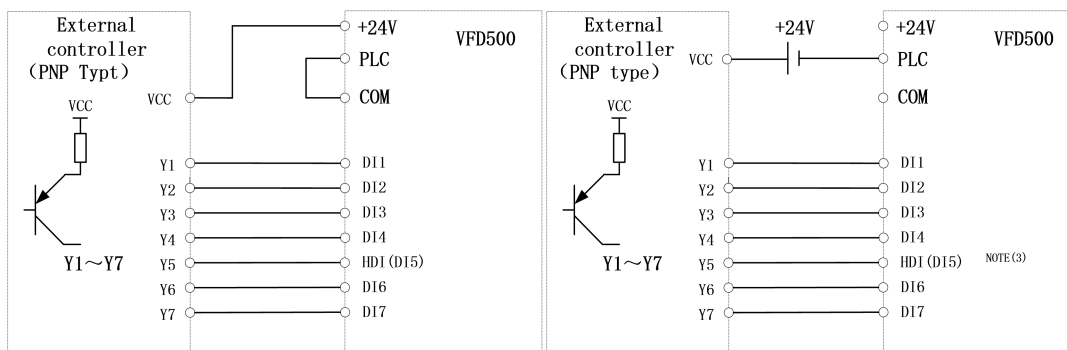 External
controller
(PNP Typt)
VCC
VCC
Y1～Y7
Y1
Y2
Y3
Y4
Y5
Y6
Y7
+24V
PLC
COM
VFD500
DI1
DI2
DI3
DI4
HDI(DI5)
DI6
DI7
External
controller
(PNP type)
VCC
VCC
Y1～Y7
Y1
Y2
Y3
Y4
Y5
Y6
Y7
+24V
+24V
PLC
COM
VFD500
DI1
DI2
DI3
DI4
HDI(DI5) NOTE(3)
DI6
DI7